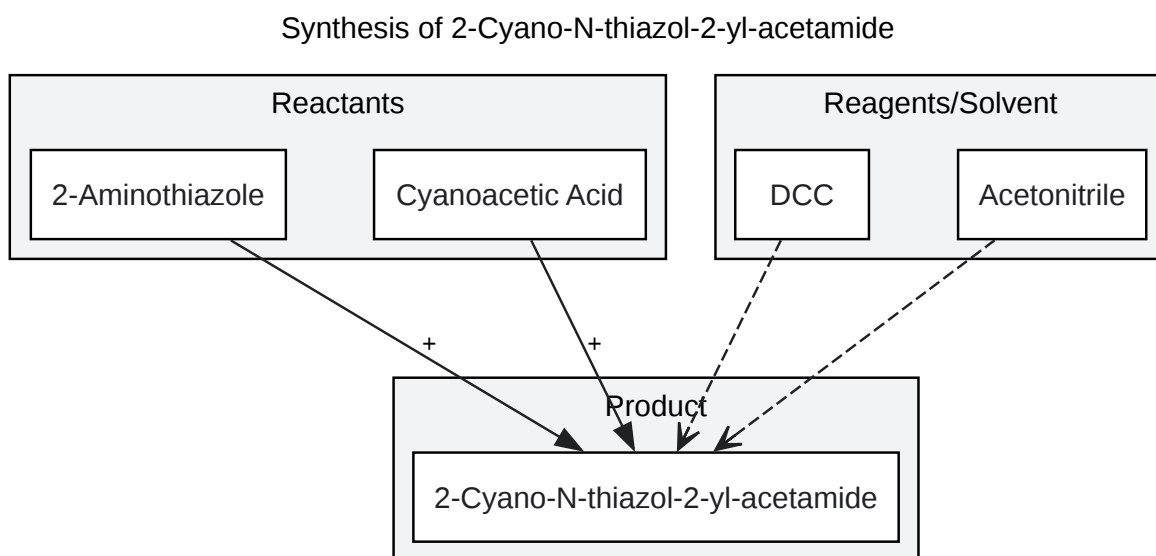 Synthesis of 2-Cyano-N-thiazol-2-yl-acetamide
Reactants
2-Aminothiazole
Cyanoacetic Acid
Reagents/Solvent
DCC
Acetonitrile
+
+
Product
2-Cyano-N-thiazol-2-yl-acetamide